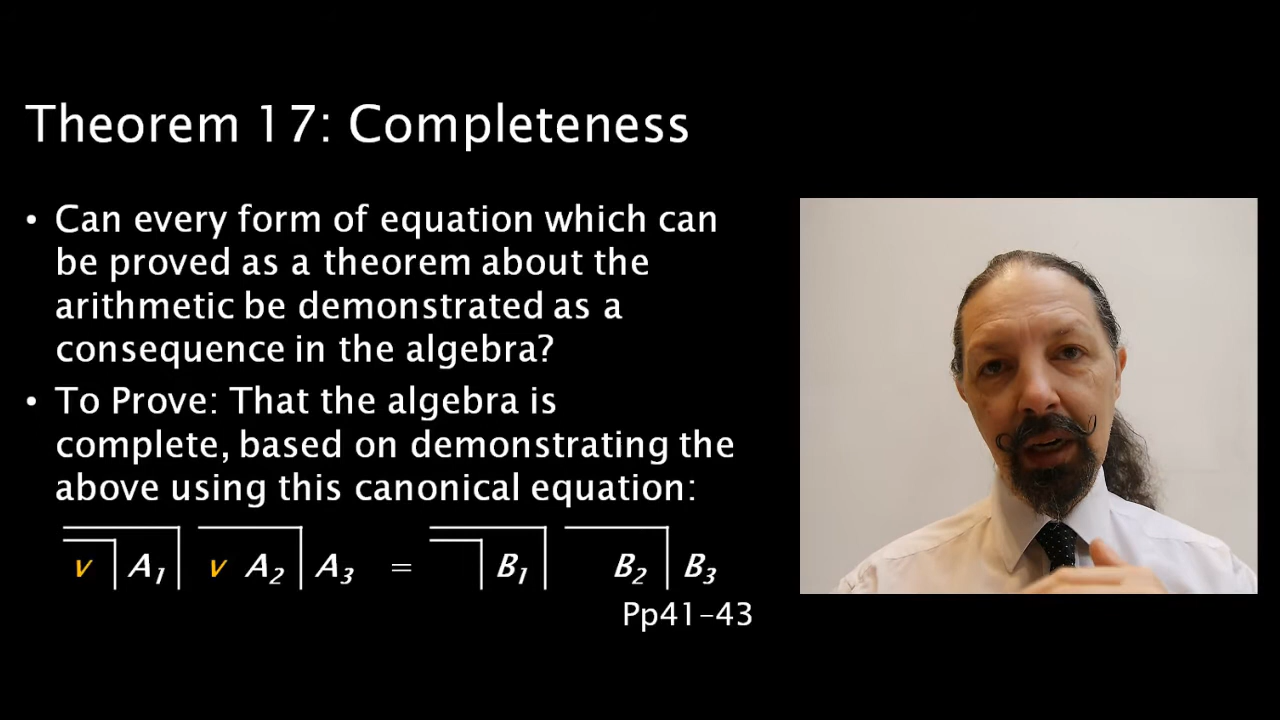 Theorem 17: Completeness
• Can every form of equation which can
be proved as a theorem about the
arithmetic be demonstrated as a
consequence in the algebra?
• To Prove: That the algebra is
complete, based on demonstrating the
above using this canonical equation:
v A₁ v A₂ A₃ = B₁ B₂ B₃
Pp41–43